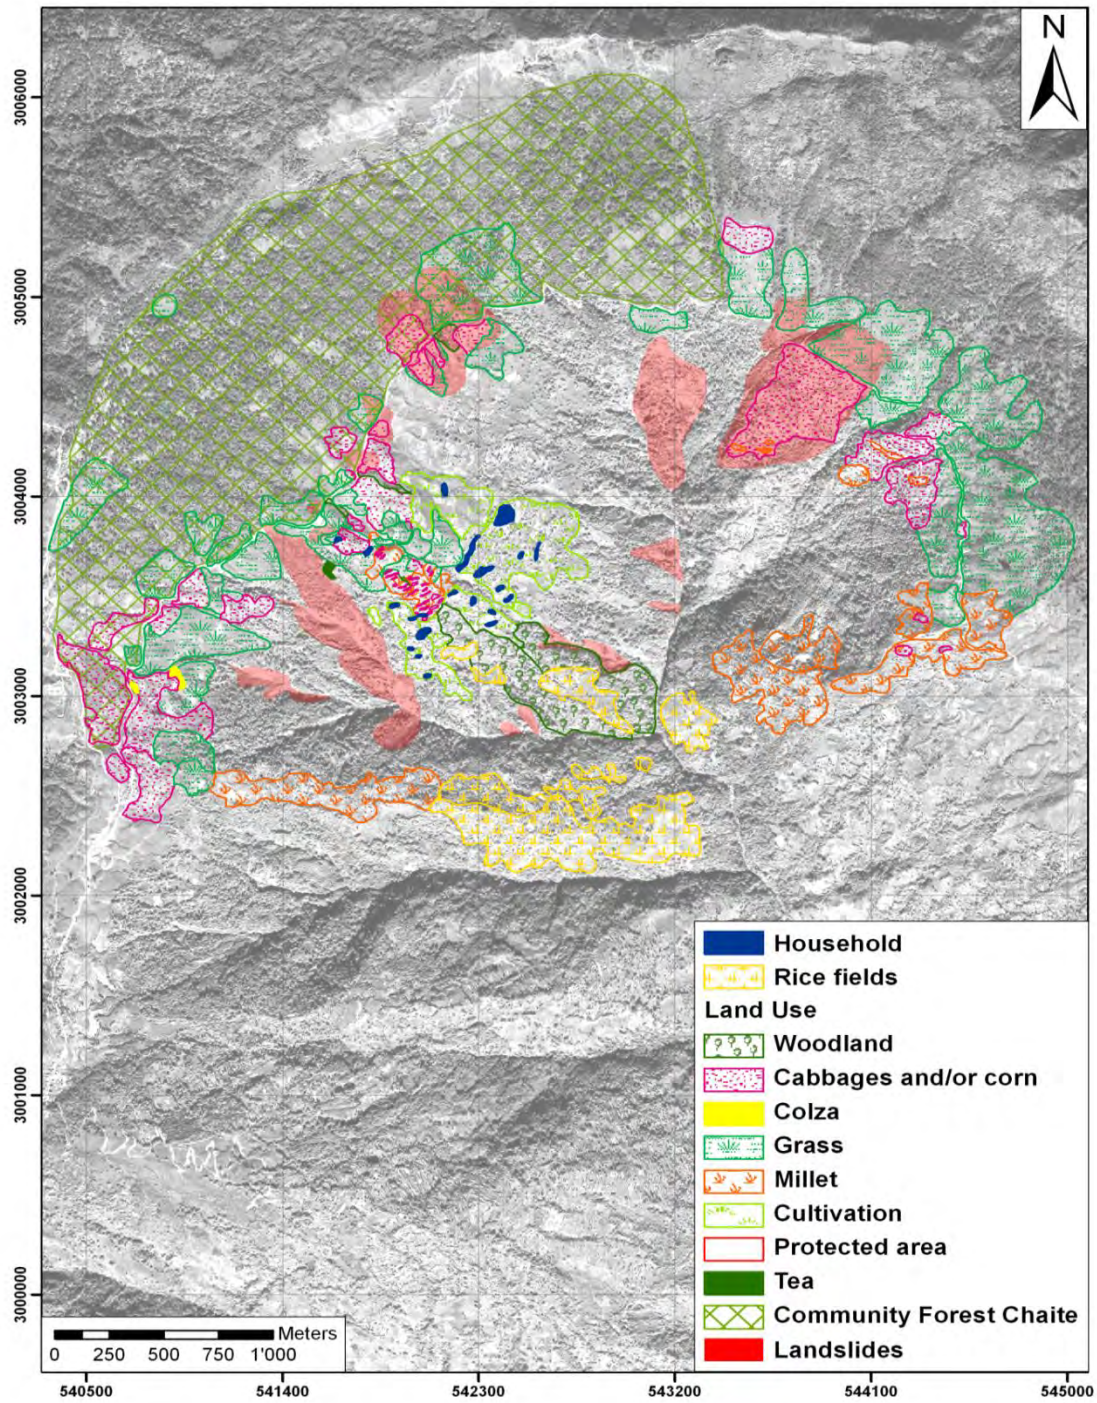 N
3006000
3005000
3004000
3003000
3002000
3001000
3000000
Household
Rice fields
Land Use
Woodland
Cabbages and/or corn
Colza
Grass
Millet
Cultivation
Protected area
Tea
Community Forest Chaite
Landslides
Meters
0 250 500 750 1'000
540500 541400 542300 543200 544100 545000